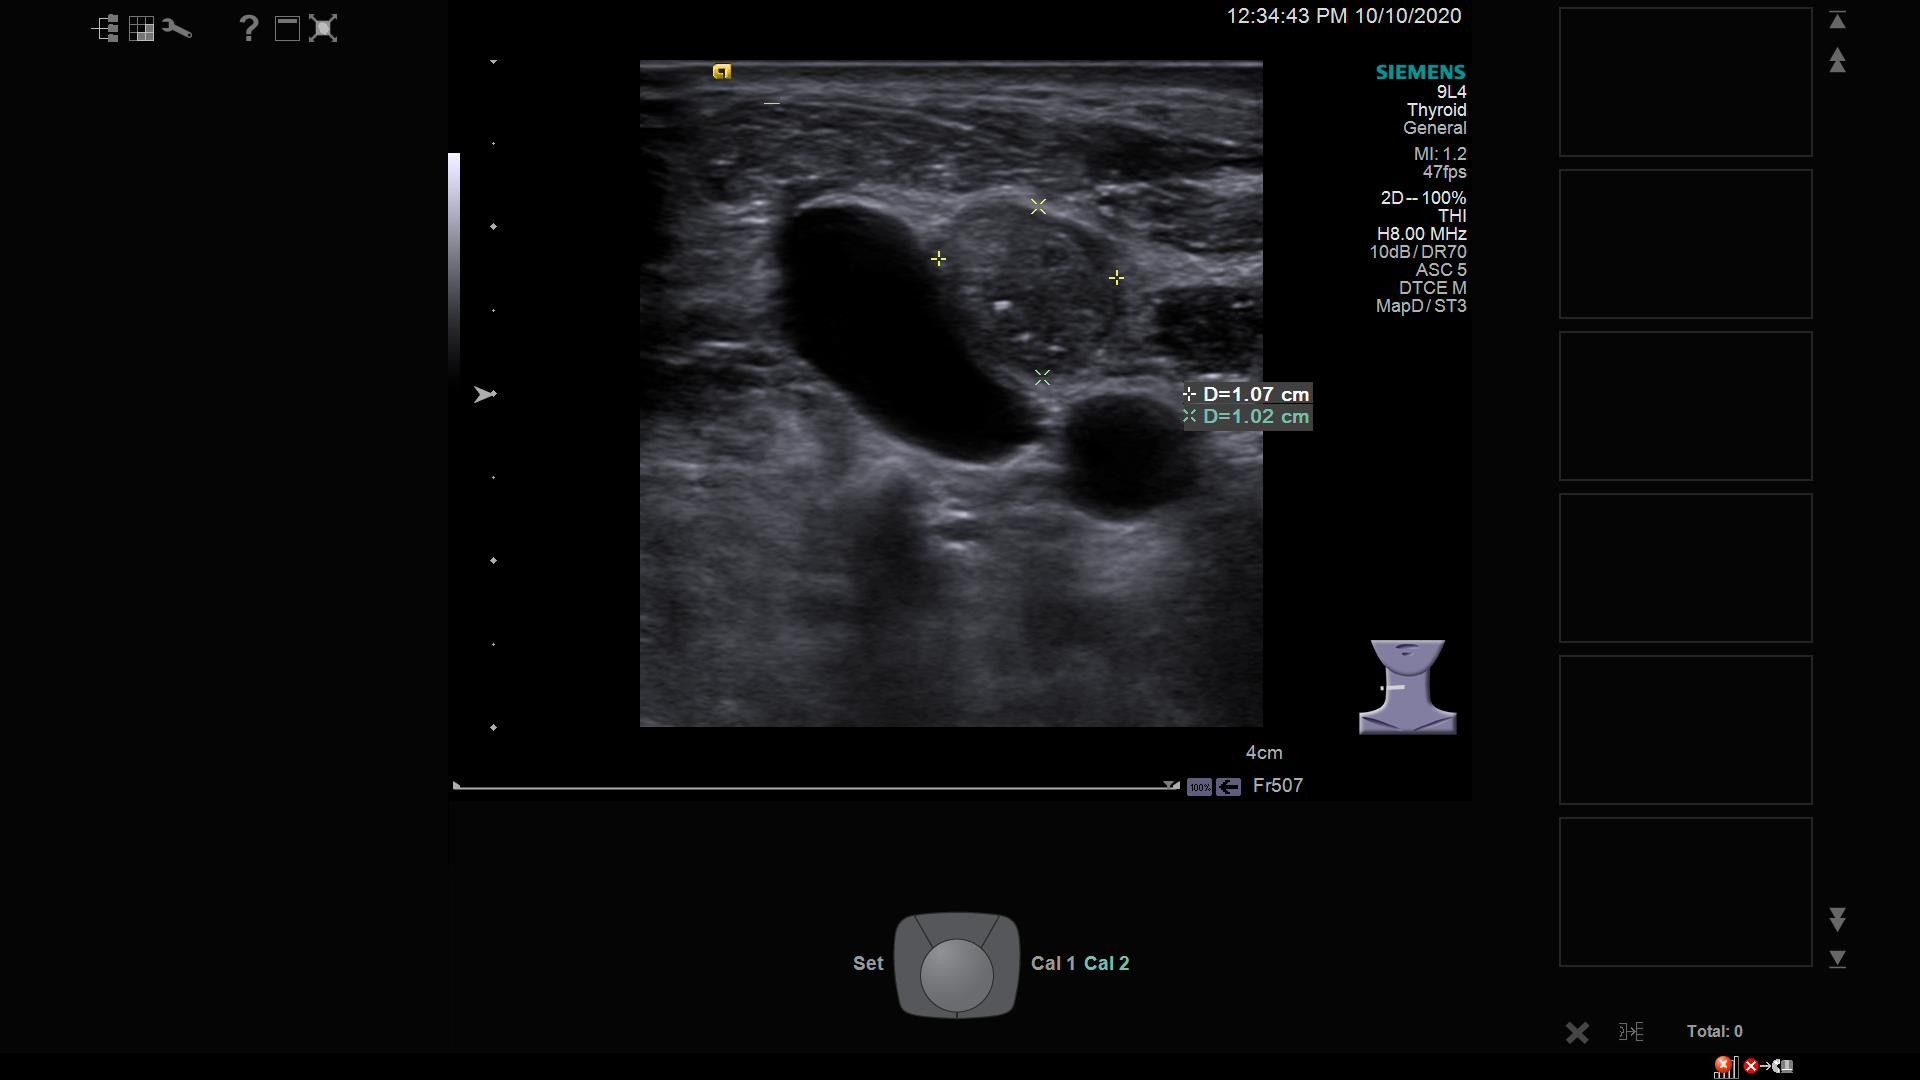 ?
12:34:43 PM 10/10/2020
SIEMENS
9L4
Thyroid
General
MI: 1.2
47fps
2D--100%
THI
H8.00 MHz
10dB/DR70
ASC 5
DTCE M
MapD/ST3
D=1.07 cm
D=1.02 cm
4cm
100%
Fr507
Set
Cal 1 Cal 2
Total: 0